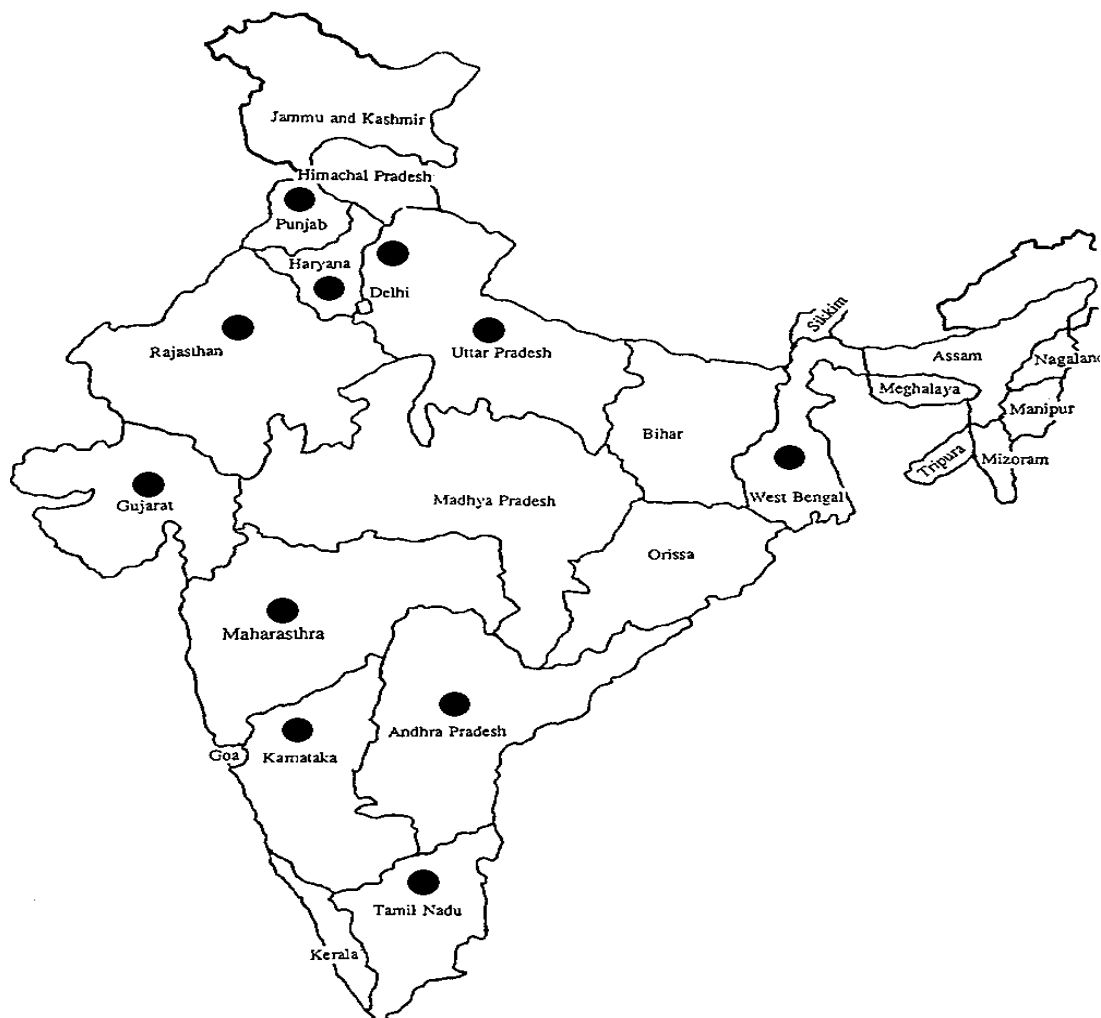 Jammu and Kashmir
Himachal Pradesh
Punjab
Haryana
Delhi
Sikkim
Rajasthan
Uttar Pradesh
Assam
Nagaland
Meghalaya
Manipur
Bihar
Tripura
Mizoram
Gujarat
Madhya Pradesh
West Bengal
Orissa
Maharasthra
Andhra Pradesh
Goa
Karnataka
Tamil Nadu
Kerala